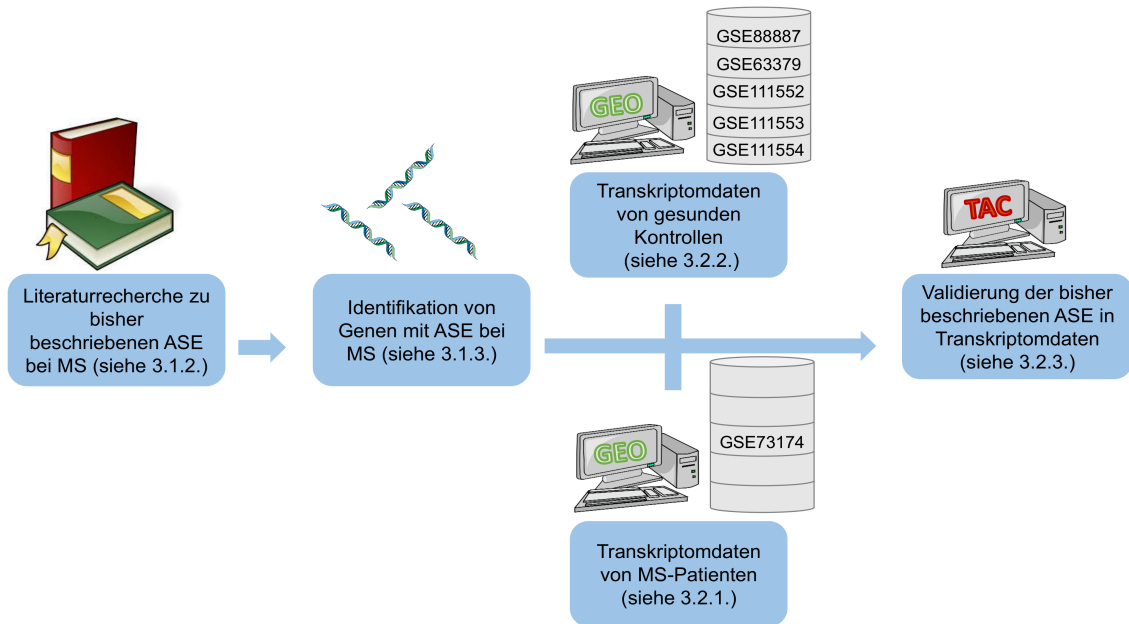 Literaturrecherche zu
bisher
beschriebenen ASE
bei MS (siehe 3.1.2.)
Identifikation von
Genen mit ASE bei
MS (siehe 3.1.3.)
GEO
GSE88887
GSE63379
GSE111552
GSE111553
GSE111554
Transkriptomdaten
von gesunden
Kontrollen
(siehe 3.2.2.)
GEO
GSE73174
Transkriptomdaten
von MS-Patienten
(siehe 3.2.1.)
TAC
Validierung der bisher
beschriebenen ASE in
Transkriptomdaten
(siehe 3.2.3.)